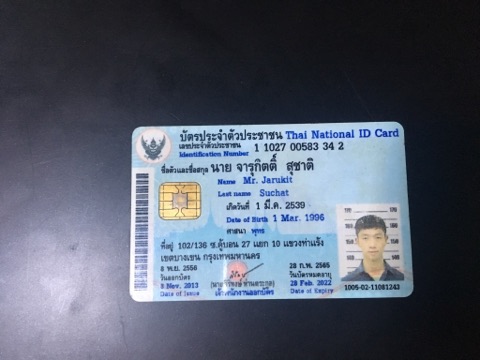 บัตรประจำตัวประชาชน Thai National ID Card
เลขประจำตัวประชาชน 1 1027 00583 34 2
Identification Number
ชื่อตัวและชื่อสกุล นาย จารุกิตติ์ สุชาติ
Name Mr. Jarukit
Last name Suchat
เกิดวันที่ 1 มี.ค. 2539
Date of Birth 1 Mar. 1996
ศาสนา พุทธ
ที่อยู่ 102/136 ซ.คู้บอน 27 แยก 10 แขวงท่าแร้ง
เขตบางเขน กรุงเทพมหานคร
8 พ.ย. 2556
วันออกบัตร
8 Nov. 2013
Date of Issue
เจ้าพนักงานออกบัตร
28 ก.พ. 2565
วันบัตรหมดอายุ
28 Feb. 2022
Date of Expiry
1005-02-11081243